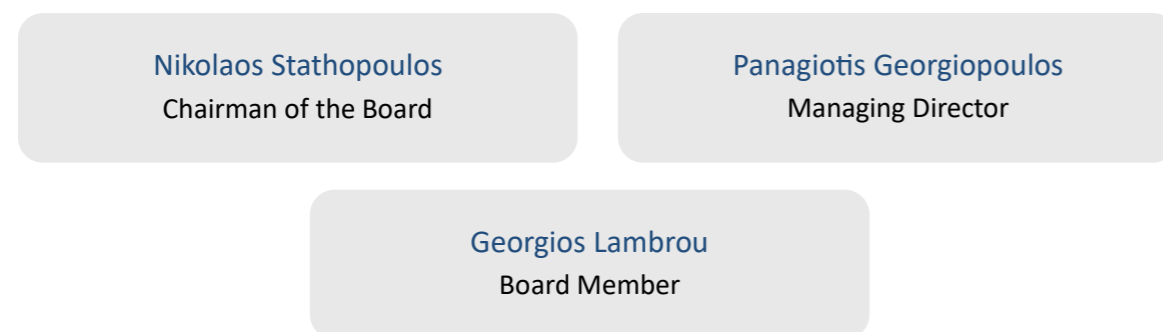 Nikolaos Stathopoulos
Chairman of the Board
Panagiotis Georgiopoulos
Managing Director
Georgios Lambrou
Board Member